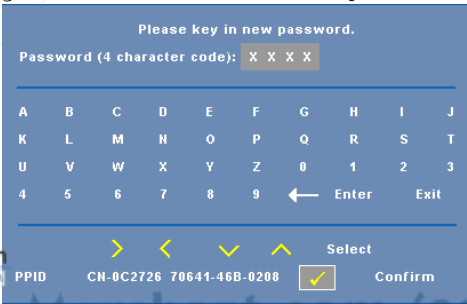 Please key in new password.
Password (4 character code): X X X X
A B C D E F G H I J
K L M N O P Q R S T
U V W X Y Z 0 1 2 3
4 5 6 7 8 9 ← Enter Exit
Select
PPID CN-0C2726 70641-46B-0208 Confirm